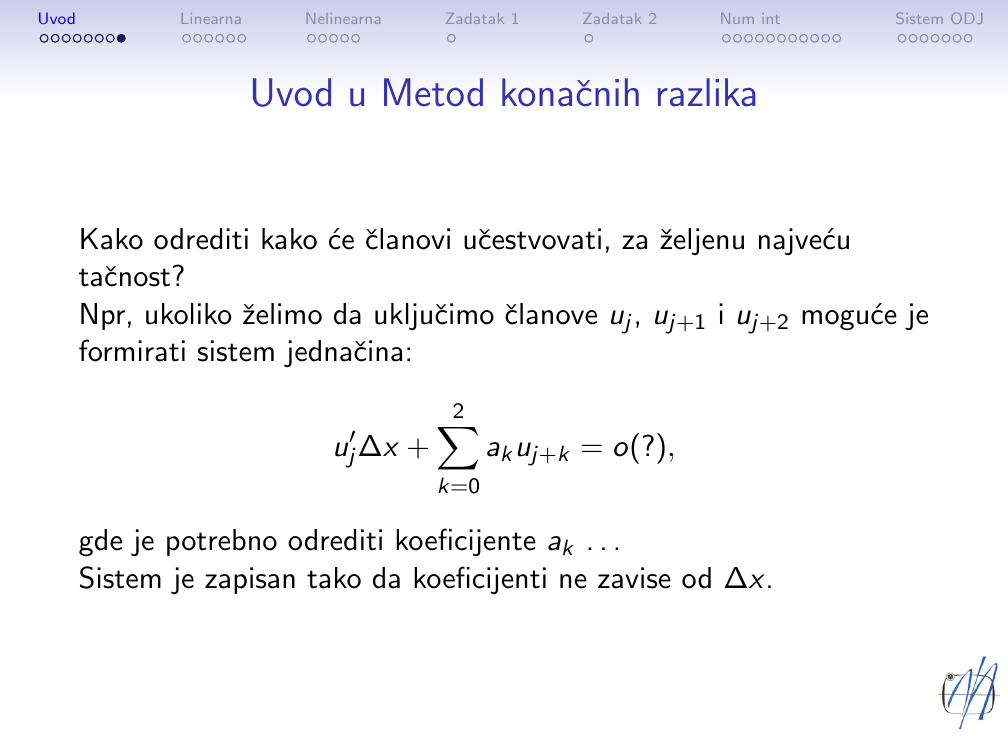 Uvod Linearna Nelinearna Zadatak 1 Zadatak 2 Num int Sistem ODJ
Uvod u Metod konačnih razlika
Kako odrediti kako će članovi učestvovati, za željenu najveću
tačnost?
Npr, ukoliko želimo da uključimo članove u_j, u_{j+1} i u_{j+2} moguće je
formirati sistem jednačina:
u'_j Δx + \sum_{k=0}^{2} a_k u_{j+k} = o(?),
gde je potrebno odrediti koeficijente a_k ...
Sistem je zapisan tako da koeficijenti ne zavise od Δx.